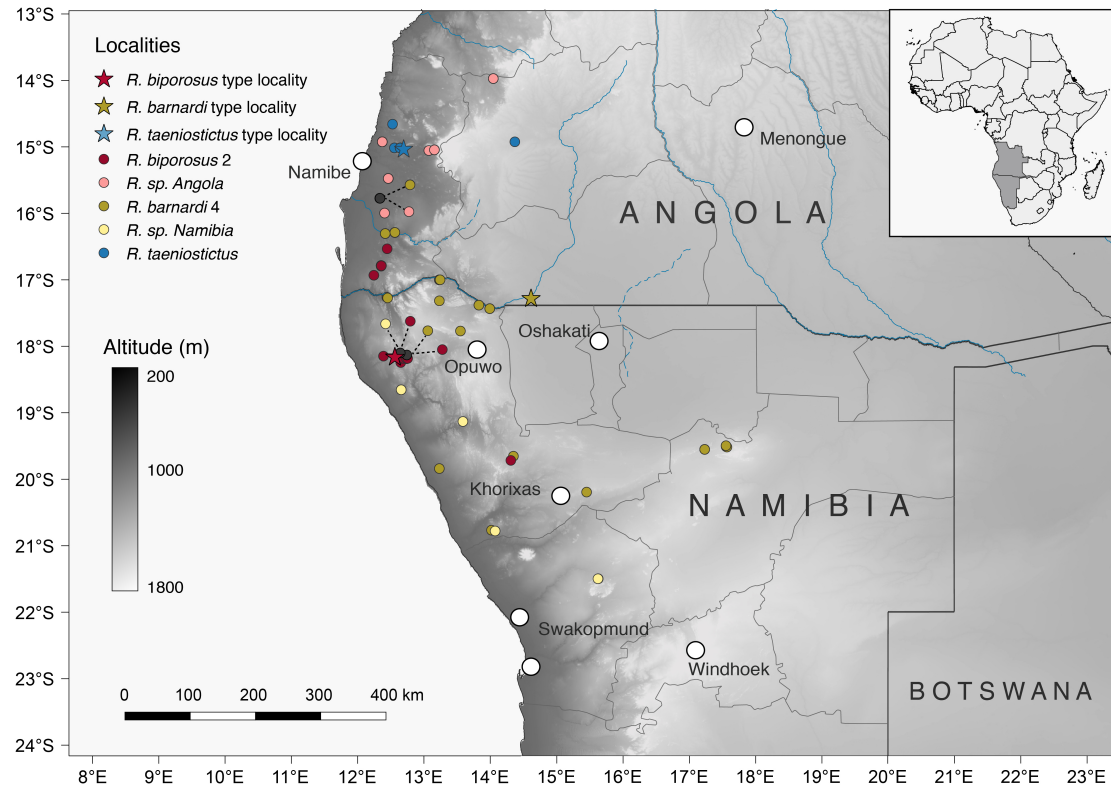 13°S
14°S
15°S
16°S
17°S
18°S
19°S
20°S
21°S
22°S
23°S
24°S
Localities
R. biporosus type locality
R. barnardi type locality
R. taeniostictus type locality
R. biporosus 2
R. sp. Angola
R. barnardi 4
R. sp. Namibia
R. taeniostictus
Altitude (m)
200
1000
1800
0 100 200 300 400 km
Namibe
Menongue
ANGOLA
Oshakati
Opuwo
Khorixas
NAMIBIA
Swakopmund
Windhoek
BOTSWANA
8°E 9°E 10°E 11°E 12°E 13°E 14°E 15°E 16°E 17°E 18°E 19°E 20°E 21°E 22°E 23°E